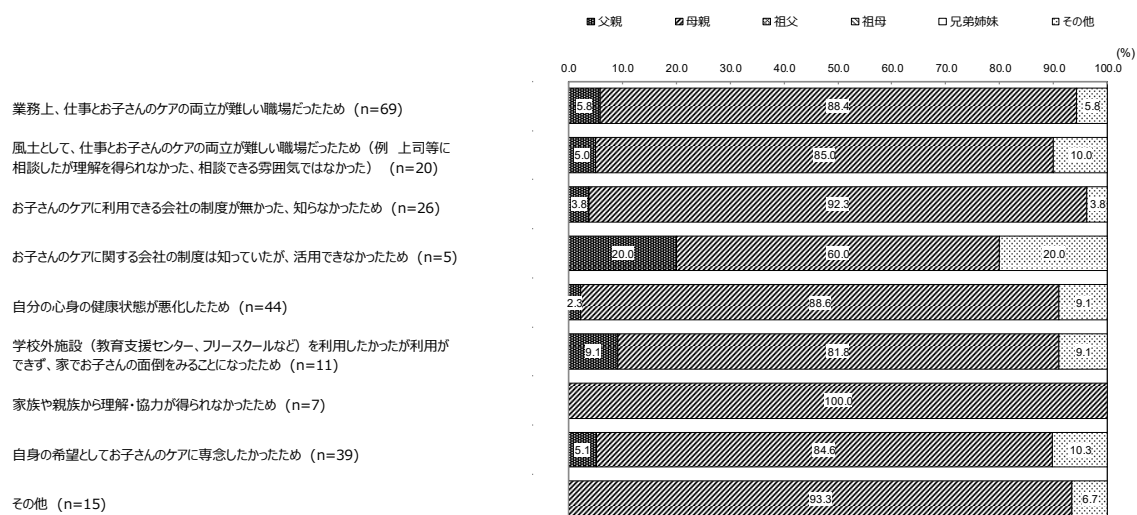 父親 母親 祖父 祖母 兄弟姉妹 その他
(%)
0.0 10.0 20.0 30.0 40.0 50.0 60.0 70.0 80.0 90.0 100.0
業務上、仕事とお子さんのケアの両立が難しい職場だったため (n=69)
5.8 88.4 5.8
風土として、仕事とお子さんのケアの両立が難しい職場だったため（例 上司等に
相談したが理解を得られなかった、相談できる雰囲気ではなかった） (n=20)
5.0 85.0 10.0
お子さんのケアに利用できる会社の制度が無かった、知らなかったため (n=26)
3.8 92.3 3.8
お子さんのケアに関する会社の制度は知っていたが、活用できなかったため (n=5)
20.0 60.0 20.0
自分の心身の健康状態が悪化したため (n=44)
2.3 88.6 9.1
学校外施設（教育支援センター、フリースクールなど）を利用したかったが利用が
できず、家でお子さんの面倒をみることになったため (n=11)
9.1 81.8 9.1
家族や親族から理解・協力が得られなかったため (n=7)
100.0
自身の希望としてお子さんのケアに専念したかったため (n=39)
5.1 84.6 10.3
その他 (n=15)
93.3 6.7